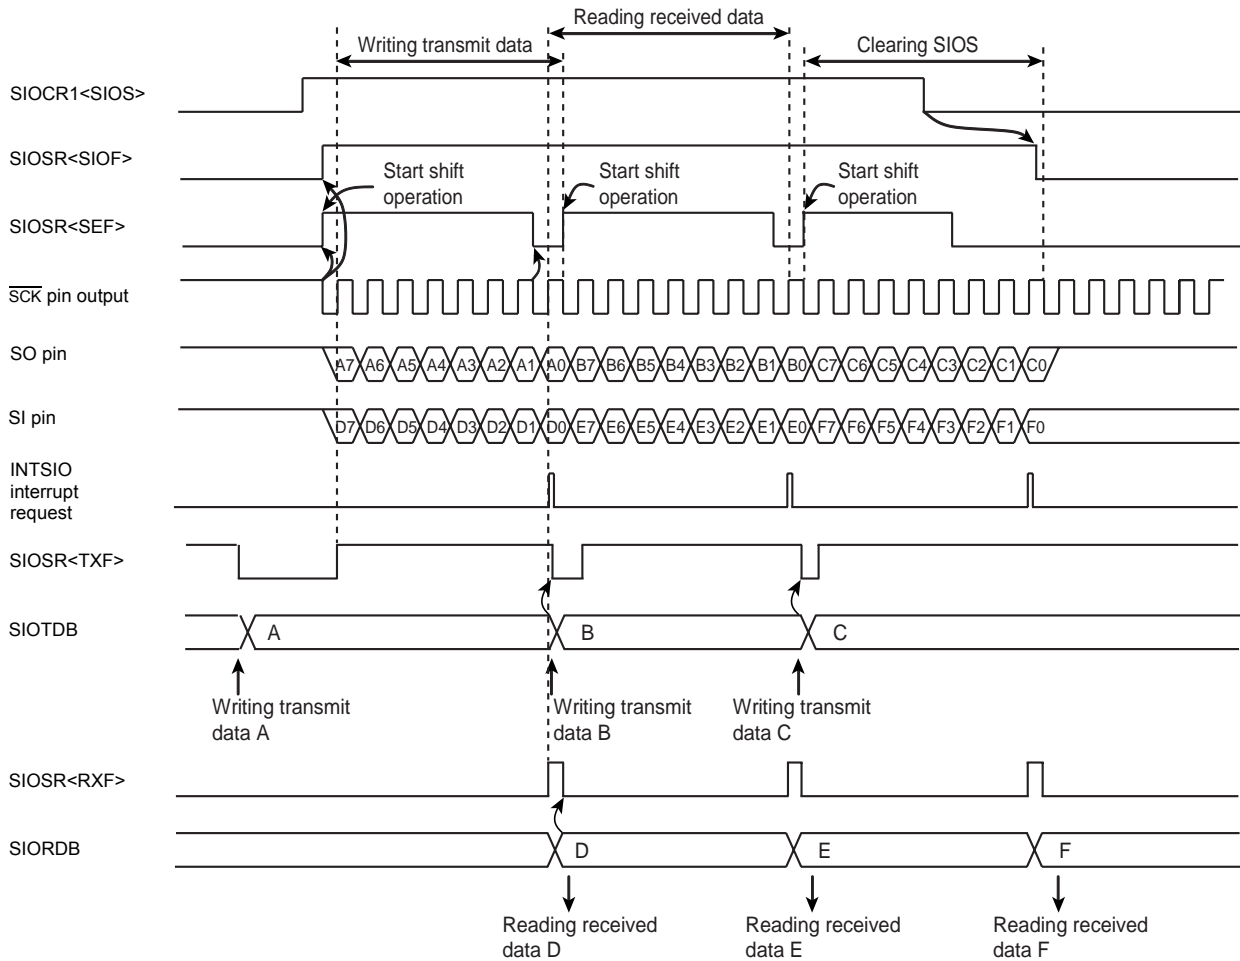 Reading received data
Writing transmit data
Clearing SIOS
SIOCR1<SIOS>
SIOSR<SIOF>
Start shift
operation
Start shift
operation
Start shift
operation
SIOSR<SEF>
SCK pin output
SO pin
A7 A6 A5 A4 A3 A2 A1 A0 B7 B6 B5 B4 B3 B2 B1 B0 C7 C6 C5 C4 C3 C2 C1 C0
SI pin
D7 D6 D5 D4 D3 D2 D1 D0 E7 E6 E5 E4 E3 E2 E1 E0 F7 F6 F5 F4 F3 F2 F1 F0
INTSIO
interrupt
request
SIOSR<TXF>
SIOTDB
A B C
Writing transmit
data A
Writing transmit
data B
Writing transmit
data C
SIOSR<RXF>
SIORDB
D E F
Reading received
data D
Reading received
data E
Reading received
data F